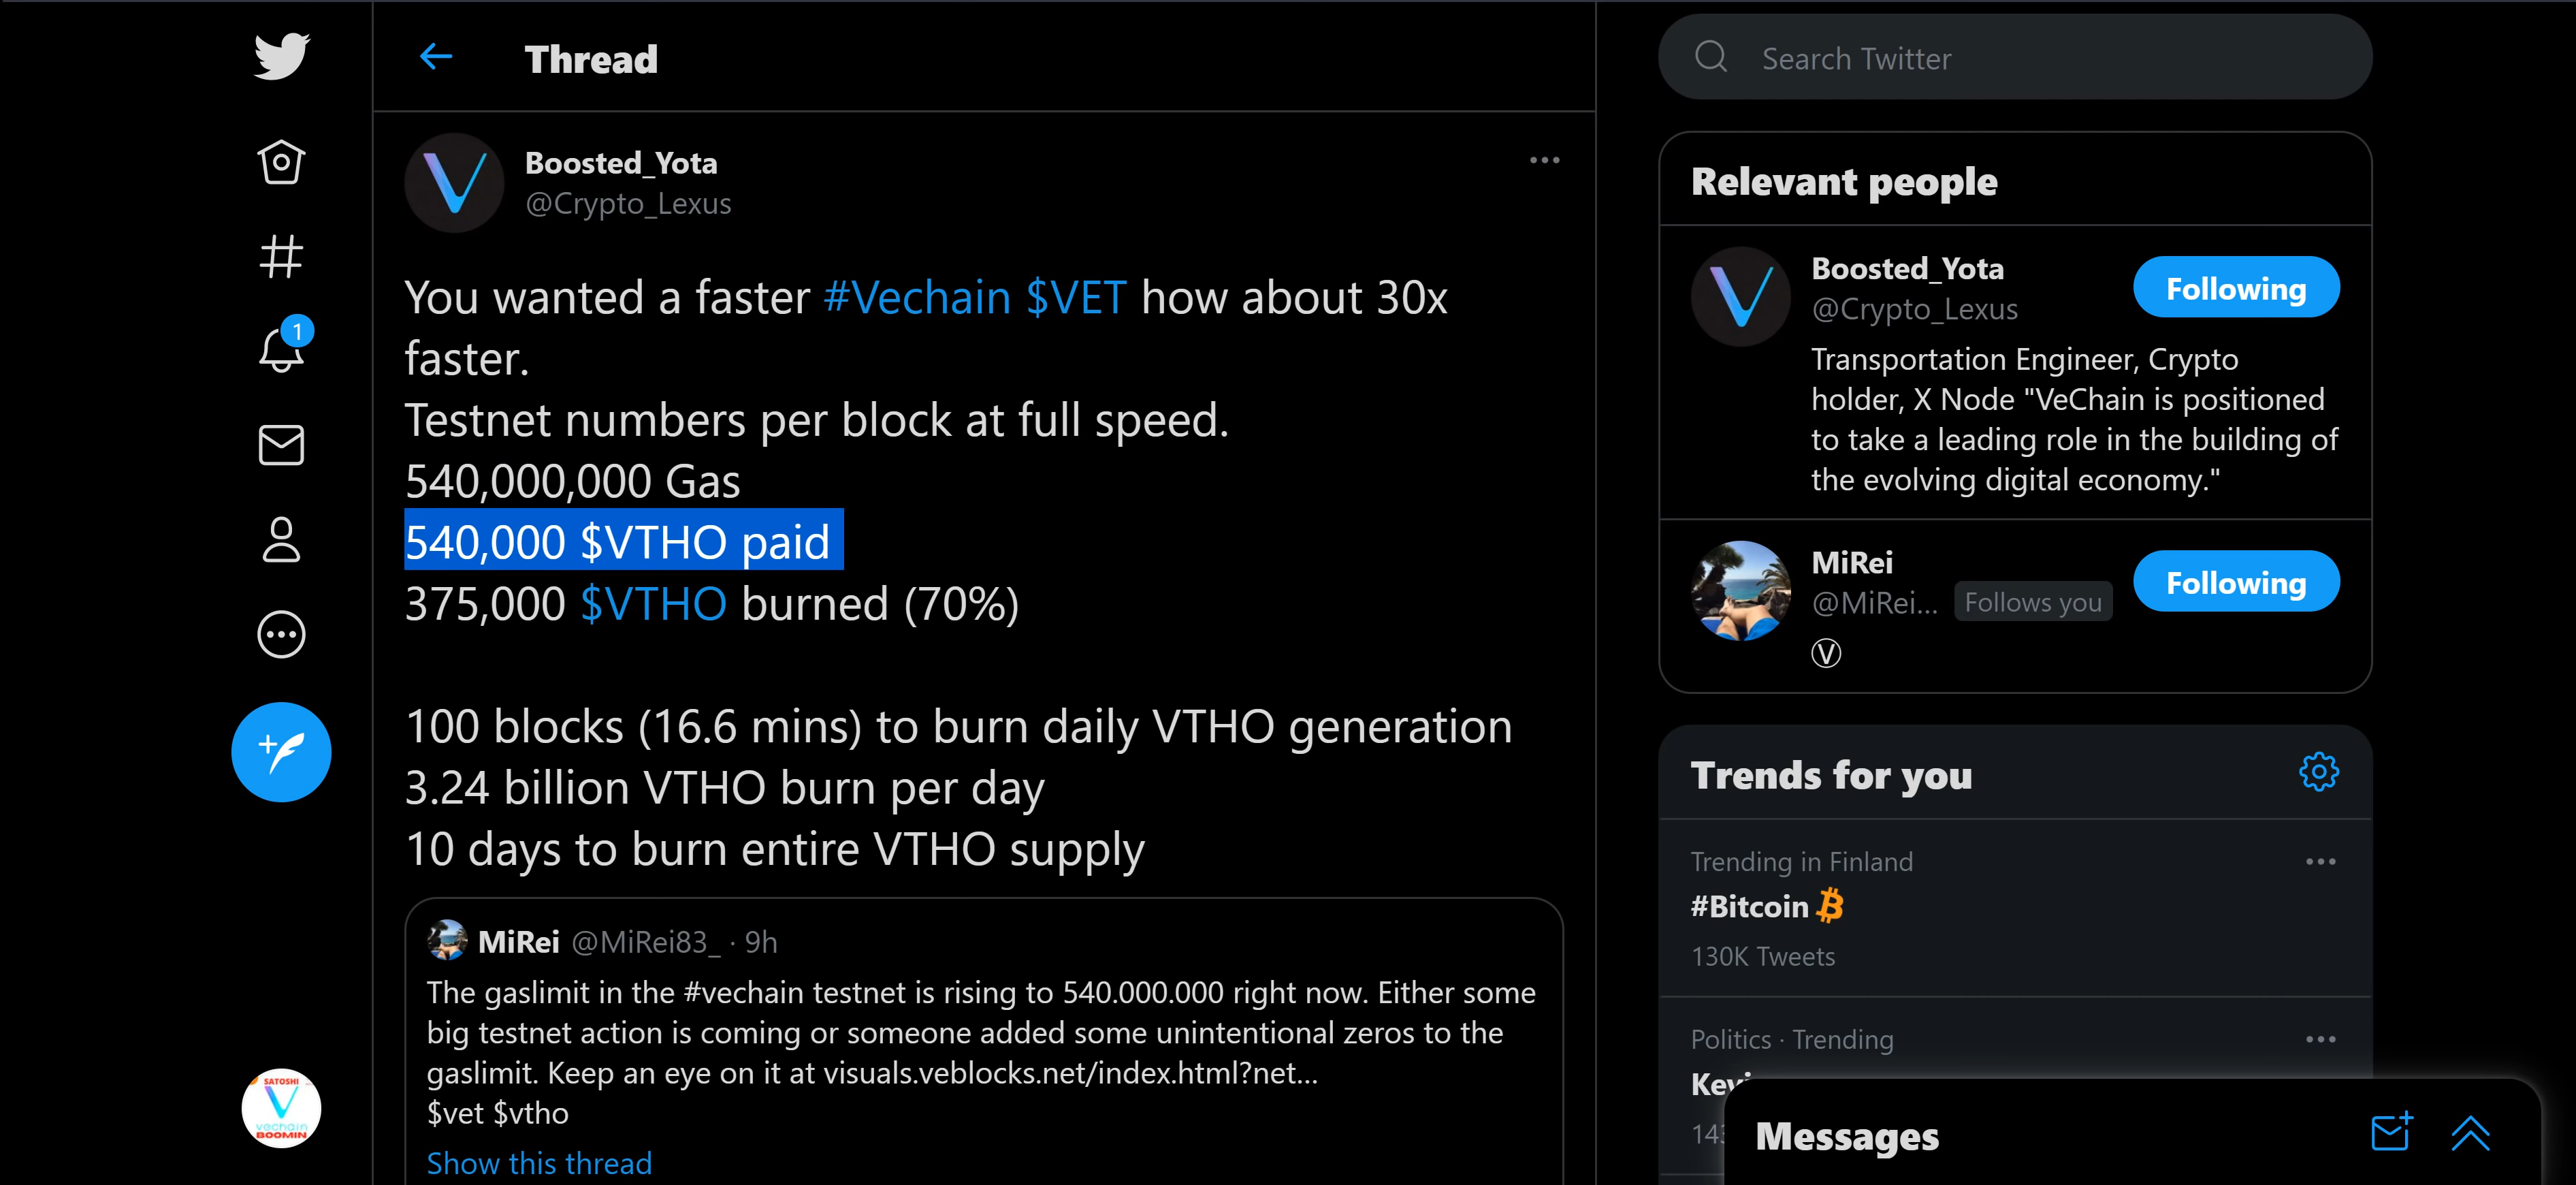 Thread
Boosted_Yota
@Crypto_Lexus
You wanted a faster #Vechain $VET how about 30x
faster.
Testnet numbers per block at full speed.
540,000,000 Gas
540,000 $VTHO paid
375,000 $VTHO burned (70%)
100 blocks (16.6 mins) to burn daily VTHO generation
3.24 billion VTHO burn per day
10 days to burn entire VTHO supply
MiRei @MiRei83_ · 9h
The gaslimit in the #vechain testnet is rising to 540.000.000 right now. Either some
big testnet action is coming or someone added some unintentional zeros to the
gaslimit. Keep an eye on it at visuals.veblocks.net/index.html?net...
$vet $vtho
Show this thread
1
SATOSHI
vechain
BOOMIN
Search Twitter
Relevant people
Boosted_Yota
@Crypto_Lexus
Following
Transportation Engineer, Crypto
holder, X Node "VeChain is positioned
to take a leading role in the building of
the evolving digital economy."
MiRei
@MiRei... Follows you
Following
Ⓥ
Trends for you
Trending in Finland
#Bitcoin
130K Tweets
Politics · Trending
Messages